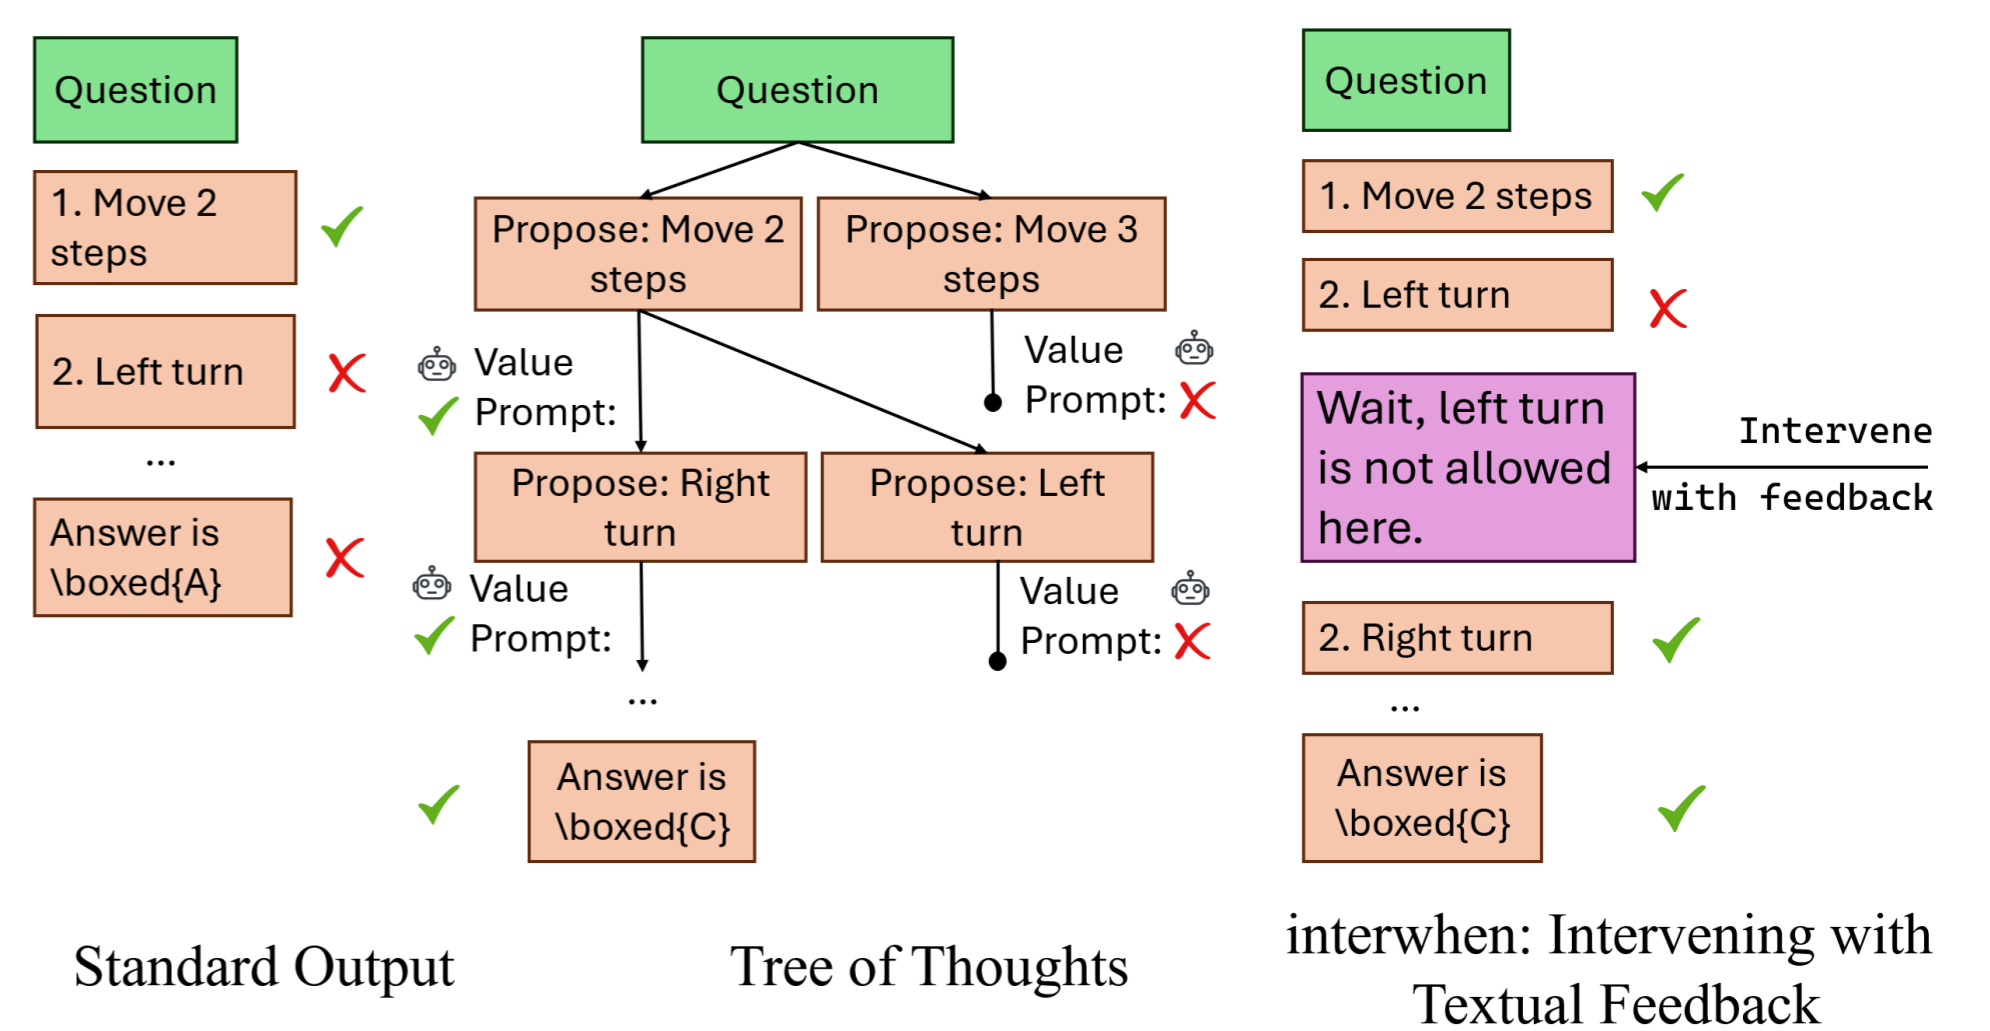 Question
1. Move 2
steps
2. Left turn
...
Answer is
\boxed{A}
Standard Output
Question
Propose: Move 2
steps
Propose: Move 3
steps
Value
Prompt:
Value
Prompt:
Propose: Right
turn
Propose: Left
turn
Value
Prompt:
Value
Prompt:
...
Answer is
\boxed{C}
Tree of Thoughts
Question
1. Move 2 steps
2. Left turn
Wait, left turn
is not allowed
here.
Intervene
with feedback
2. Right turn
...
Answer is
\boxed{C}
interwhen: Intervening with
Textual Feedback